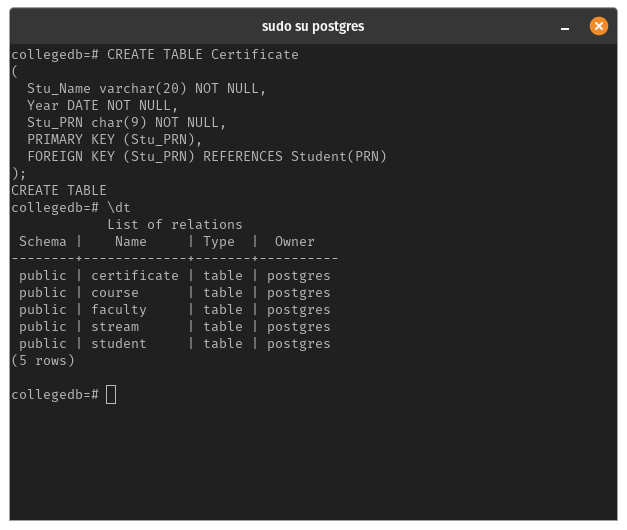 sudo su postgres
collegedb=# CREATE TABLE Certificate
(
  Stu_Name varchar(20) NOT NULL,
  Year DATE NOT NULL,
  Stu_PRN char(9) NOT NULL,
  PRIMARY KEY (Stu_PRN),
  FOREIGN KEY (Stu_PRN) REFERENCES Student(PRN)
);
CREATE TABLE
collegedb=# \dt
            List of relations
 Schema |    Name     | Type  |  Owner
--------+-------------+-------+----------
 public | certificate | table | postgres
 public | course      | table | postgres
 public | faculty     | table | postgres
 public | stream      | table | postgres
 public | student     | table | postgres
(5 rows)

collegedb=#